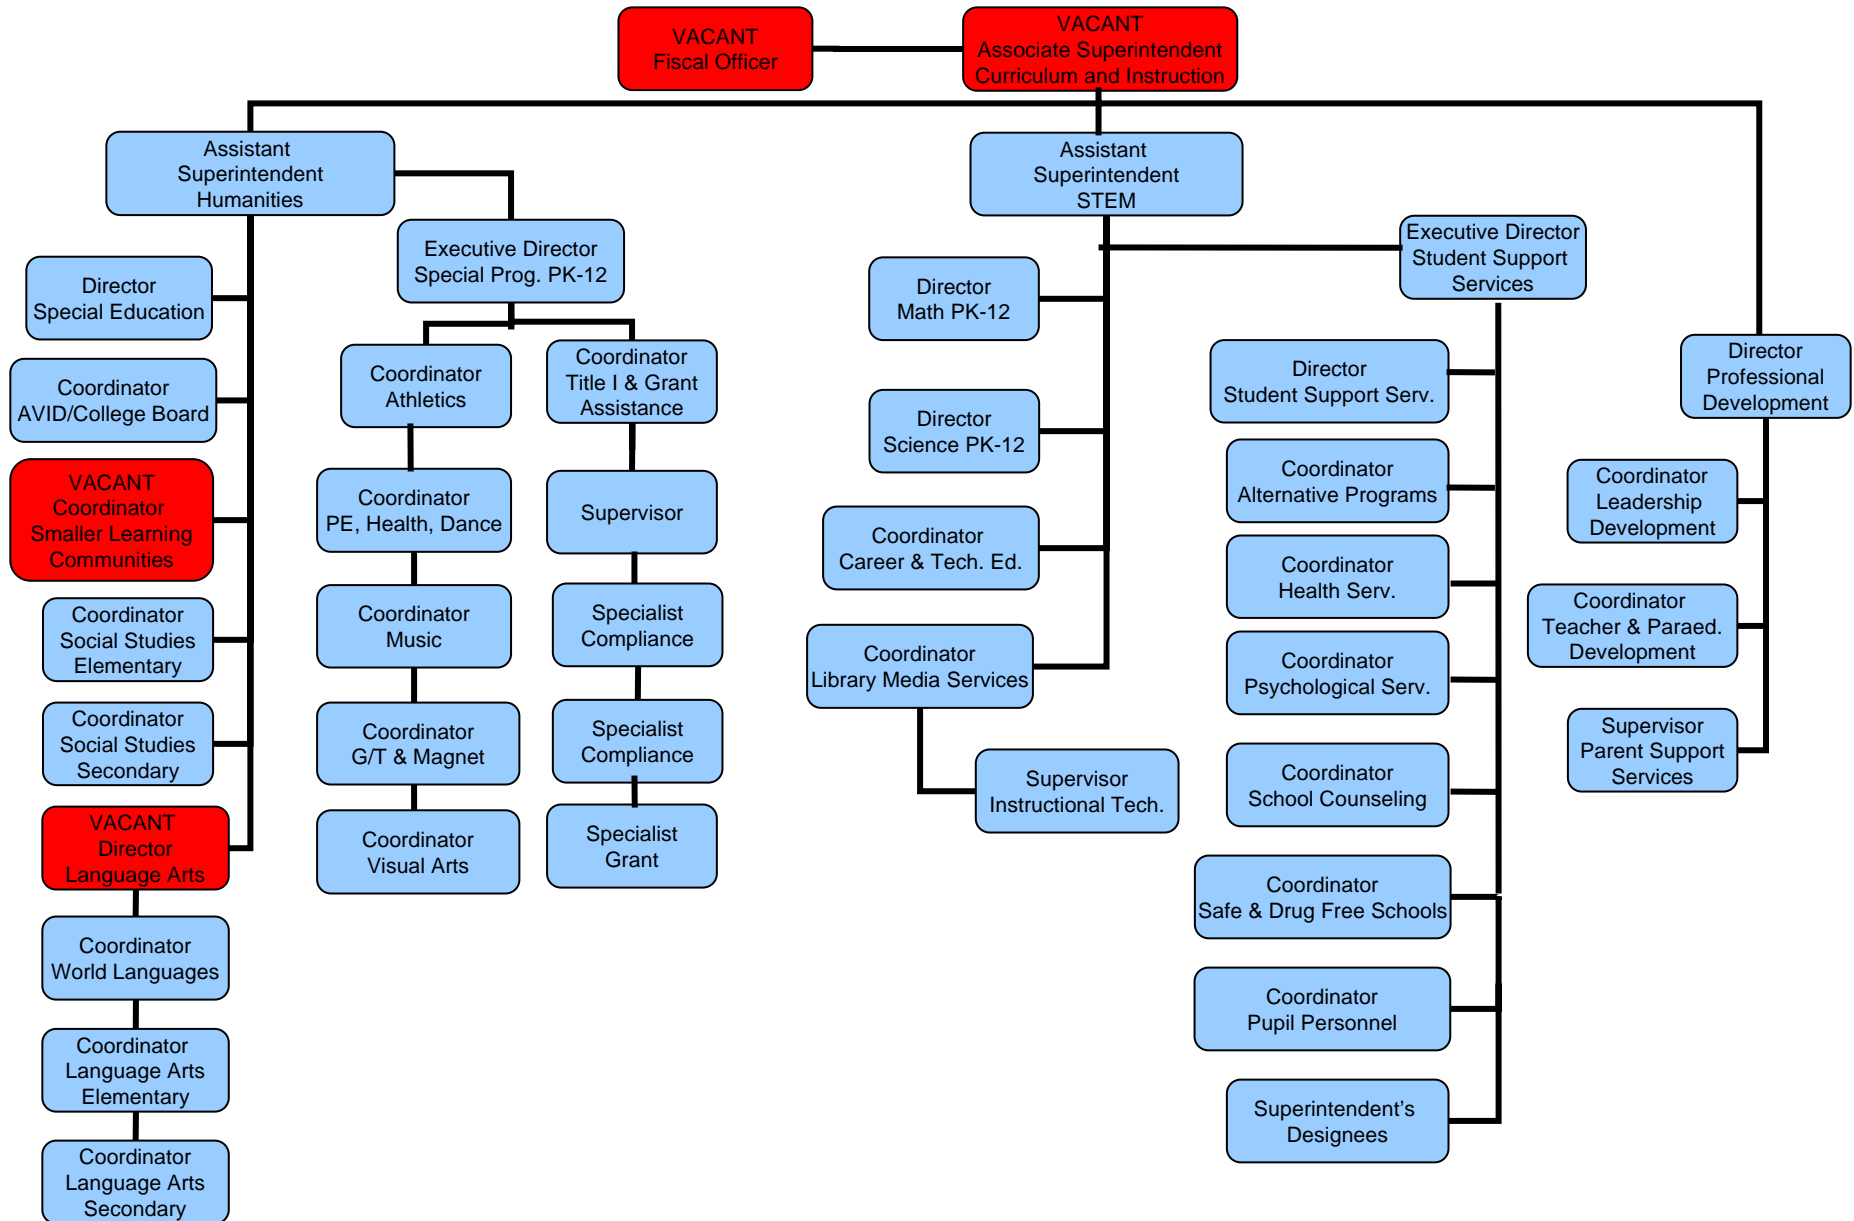 VACANT
Fiscal Officer
VACANT
Associate Superintendent
Curriculum and Instruction
Assistant
Superintendent
Humanities
Assistant
Superintendent
STEM
Executive Director
Special Prog. PK-12
Executive Director
Student Support
Services
Director
Special Education
Coordinator
AVID/College Board
VACANT
Coordinator
Smaller Learning
Communities
Coordinator
Social Studies
Elementary
Coordinator
Social Studies
Secondary
VACANT
Director
Language Arts
Coordinator
World Languages
Coordinator
Language Arts
Elementary
Coordinator
Language Arts
Secondary
Coordinator
Athletics
Coordinator
PE, Health, Dance
Coordinator
Music
Coordinator
G/T & Magnet
Coordinator
Visual Arts
Coordinator
Title I & Grant
Assistance
Supervisor
Specialist
Compliance
Specialist
Compliance
Specialist
Grant
Director
Math PK-12
Director
Science PK-12
Coordinator
Career & Tech. Ed.
Coordinator
Library Media Services
Supervisor
Instructional Tech.
Director
Student Support Serv.
Coordinator
Alternative Programs
Coordinator
Health Serv.
Coordinator
Psychological Serv.
Coordinator
School Counseling
Coordinator
Safe & Drug Free Schools
Coordinator
Pupil Personnel
Superintendent’s
Designees
Director
Professional
Development
Coordinator
Leadership
Development
Coordinator
Teacher & Paraed.
Development
Supervisor
Parent Support
Services